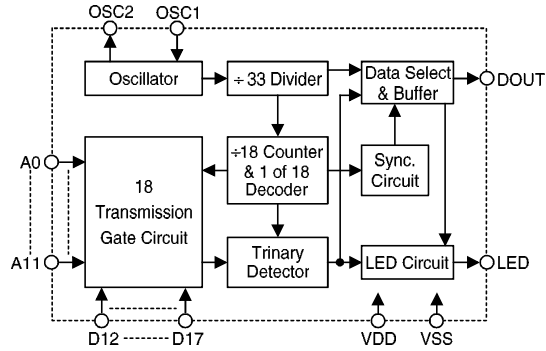 OSC2 OSC1
Oscillator
÷ 33 Divider
Data Select
& Buffer
DOUT
A0
18
Transmission
Gate Circuit
÷18 Counter
& 1 of 18
Decoder
Sync.
Circuit
A11
Trinary
Detector
LED Circuit
LED
D12 D17 VDD VSS